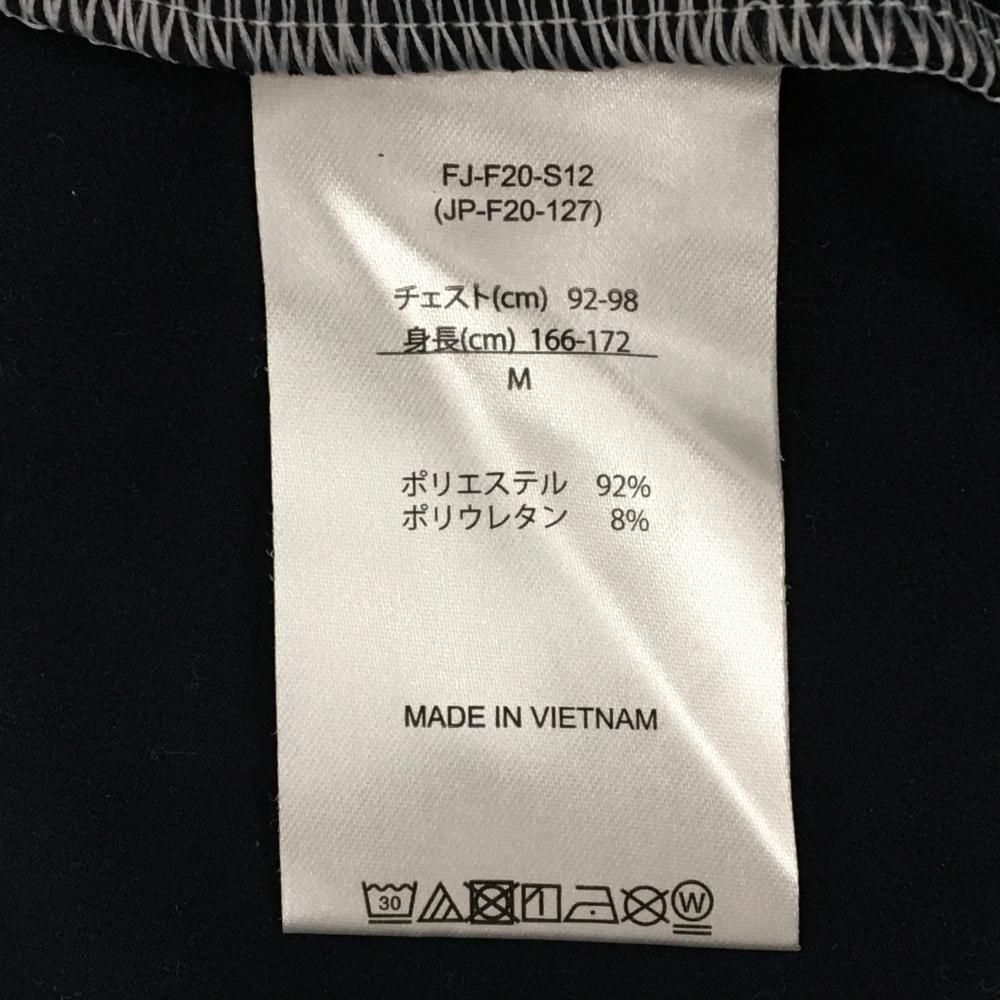 FJ-F20-S12
(JP-F20-127)
チェスト(cm) 92-98
身長(cm) 166-172
M
ポリエステル 92%
ポリウレタン 8%
MADE IN VIETNAM
30 W